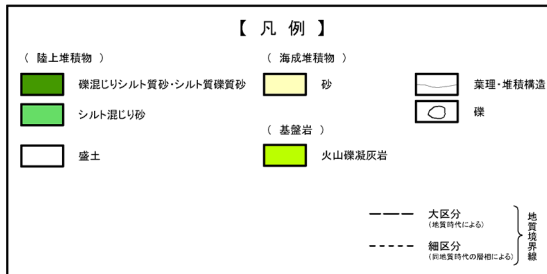 【 凡 例 】
( 陸上堆積物 )
礫混じりシルト質砂・シルト質礫質砂
シルト混じり砂
盛土
( 海成堆積物 )
砂
( 基盤岩 )
火山礫凝灰岩
葉理・堆積構造
礫
大区分
(地質時代による)
細区分
(同地質時代の層相による)
地質境界線